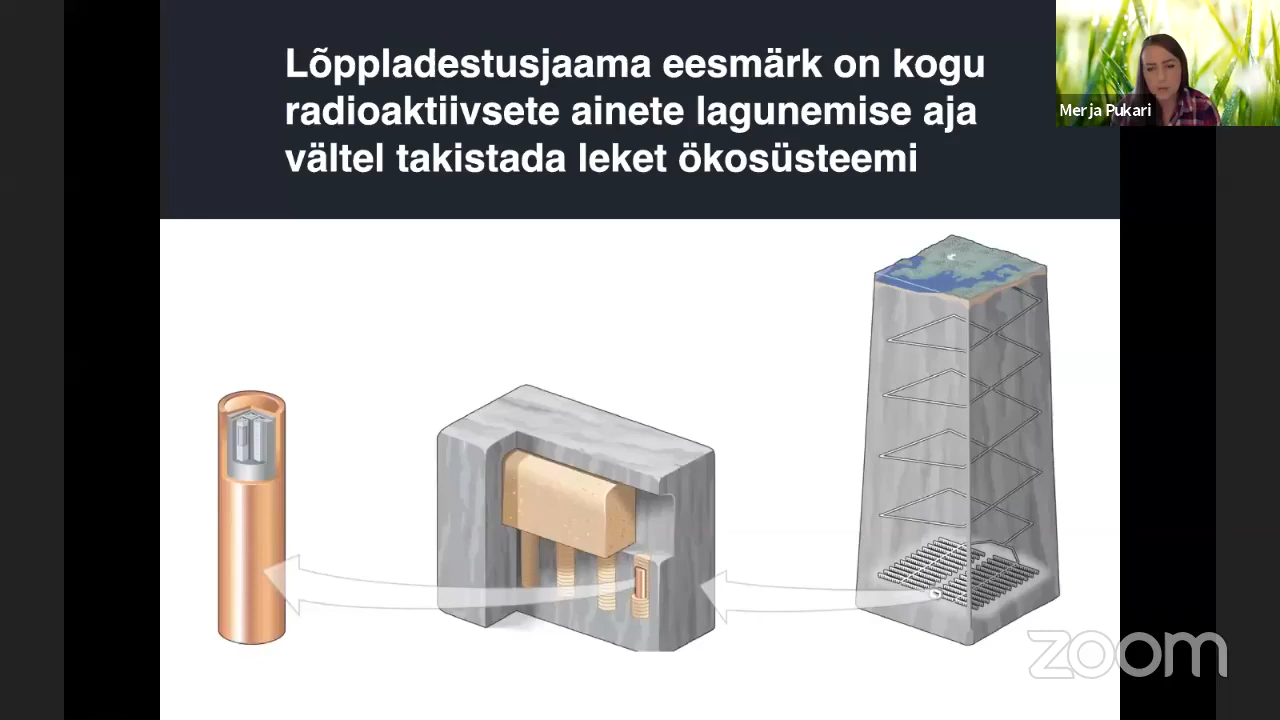 Lõppladestusjaama eesmärk on kogu
radioaktiivsete ainete lagunemise aja
vältel takistada leket ökosüsteemi
Merja Pukari
zoom